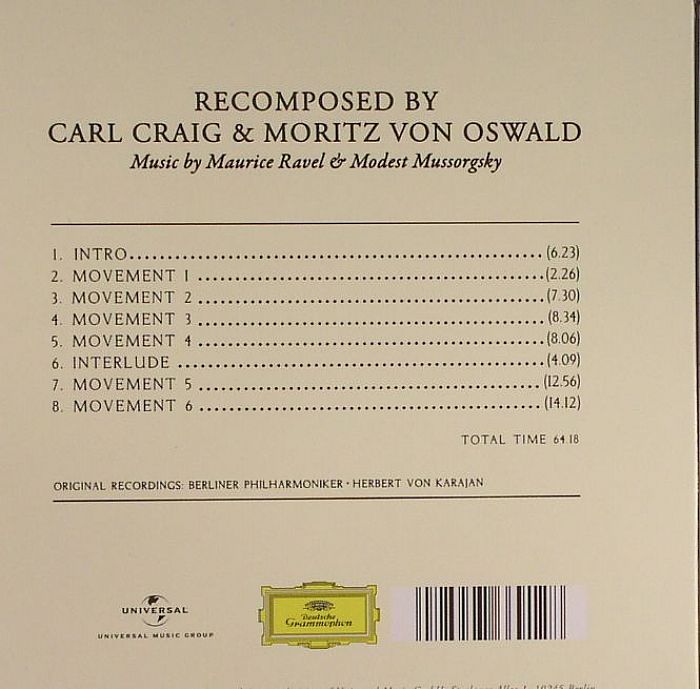 RECOMPOSED BY
CARL CRAIG & MORITZ VON OSWALD
Music by Maurice Ravel & Modest Mussorgsky
1. INTRO........................................................(6.23)
2. MOVEMENT 1 ..............................................(2.26)
3. MOVEMENT 2 ..............................................(7.30)
4. MOVEMENT 3 ..............................................(8.34)
5. MOVEMENT 4 ..............................................(8.06)
6. INTERLUDE .................................................(4.09)
7. MOVEMENT 5 ..............................................(12.56)
8. MOVEMENT 6 ..............................................(14.12)
TOTAL TIME 64.18
ORIGINAL RECORDINGS: BERLINER PHILHARMONIKER · HERBERT VON KARAJAN
UNIVERSAL
UNIVERSAL MUSIC GROUP
Deutsche
Grammophon